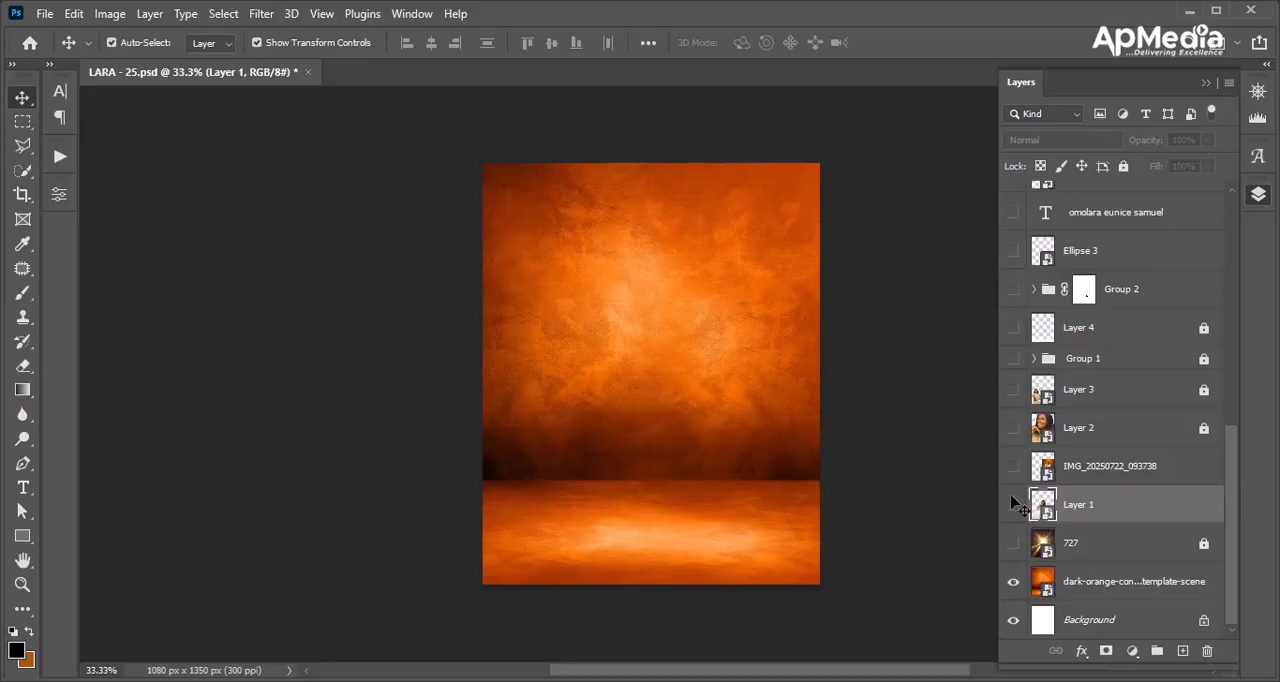 Ps File Edit Image Layer Type Select Filter 3D View Plugins Window Help
ApMedia
...Delivering Excellence
Auto-Select: Layer Show Transform Controls 3D Mode:
LARA - 25.psd @ 33.3% (Layer 1, RGB/8#) *
Layers
Kind
Normal Opacity: 100%
Lock: Fill: 100%
omolara eunice samuel
Ellipse 3
Group 2
Layer 4
Group 1
Layer 3
Layer 2
IMG_20250722_093738
Layer 1
727
dark-orange-con...template-scene
Background
33.33% 1080 px x 1350 px (300 ppi)